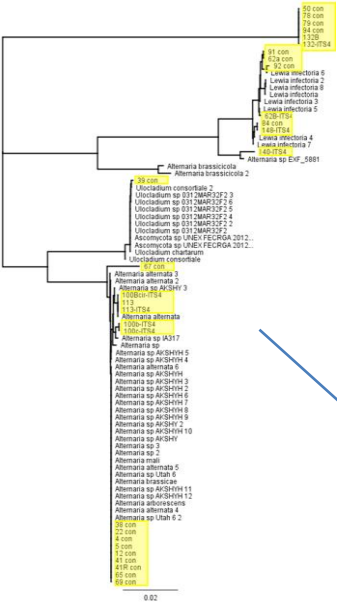 50 con
78 con
79 con
94 con
132B
132-ITS4
91 con
62a con
92 con
Lewia infectoria 6
Lewia infectoria 2
Lewia infectoria 8
Lewia infectoria
Lewia infectoria 3
Lewia infectoria 5
62B-ITS4
84 con
148-ITS4
Lewia infectoria 4
Lewia infectoria 7
140-ITS4
Alternaria sp EXF_5881
Alternaria brassicicola
Alternaria brassicicola 2
39 con
Ulocladium consortiale 2
Ulocladium sp 0312MAR32F2 3
Ulocladium sp 0312MAR32F2 6
Ulocladium sp 0312MAR32F2 5
Ulocladium sp 0312MAR32F2 4
Ulocladium sp 0312MAR32F2 2
Ulocladium sp 0312MAR32F2
Ascomycota sp UNEX FECRGA 2012...
Ascomycota sp UNEX FECRGA 2012...
Ulocladium chartarum
Ulocladium consortiale
67 con
Alternaria alternata 3
Alternaria alternata 2
Alternaria sp AKSHY 3
100Bcir-ITS4
113
113-ITS4
Alternaria alternata
100b-ITS4
100c-ITS4
Alternaria sp IA317
Alternaria sp
Alternaria sp AKSHYH 5
Alternaria sp AKSHYH 4
Alternaria alternata 6
Alternaria sp AKSHYH
Alternaria sp AKSHYH 3
Alternaria sp AKSHYH 2
Alternaria sp AKSHYH 6
Alternaria sp AKSHYH 7
Alternaria sp AKSHYH 8
Alternaria sp AKSHYH 9
Alternaria sp AKSHY 2
Alternaria sp AKSHYH 10
Alternaria sp AKSHY
Alternaria sp 3
Alternaria sp 2
Alternaria mali
Alternaria alternata 5
Alternaria sp Utah 6
Alternaria brassicae
Alternaria sp AKSHYH 11
Alternaria sp AKSHYH 12
Alternaria arborescens
Alternaria alternata 4
Alternaria sp Utah 6 2
38 con
22 con
4 con
5 con
12 con
41 con
41R con
65 con
69 con
0.02